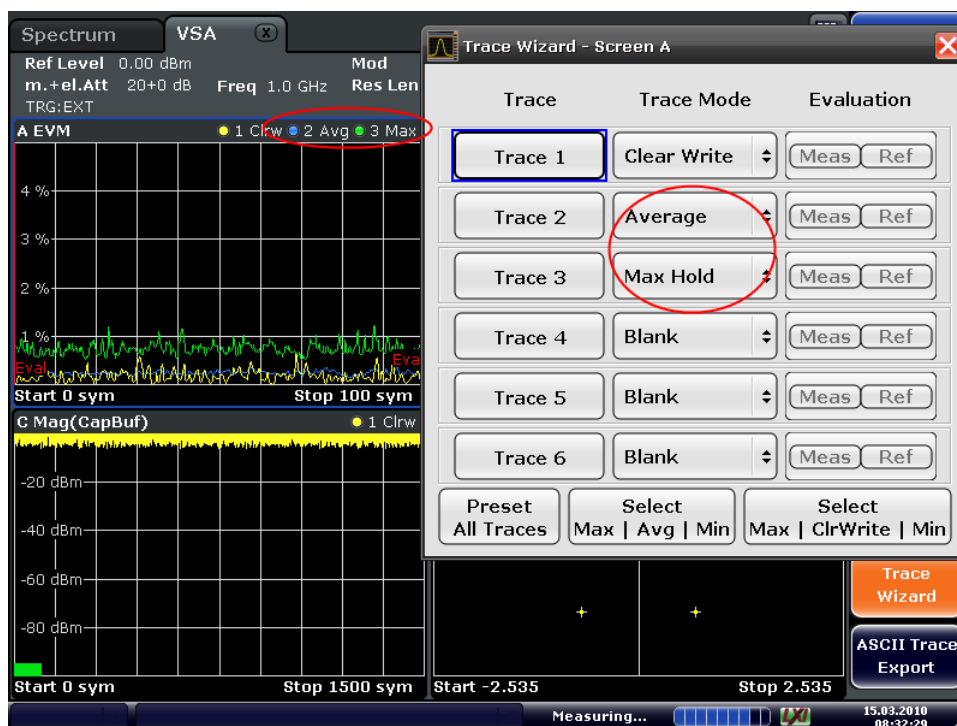 Spectrum VSA X
Ref Level 0.00 dBm Mod
m.+el.Att 20+0 dB Freq 1.0 GHz Res Len
TRG:EXT
A EVM 1 Clrw 2 Avg 3 Max
4 %
3 %
2 %
1 %
Eval
Start 0 sym Stop 100 sym
C Mag(CapBuf) 1 Clrw
-20 dBm
-40 dBm
-60 dBm
-80 dBm
Start 0 sym Stop 1500 sym
Trace Wizard - Screen A
Trace Trace Mode Evaluation
Trace 1 Clear Write Meas Ref
Trace 2 Average Meas Ref
Trace 3 Max Hold Meas Ref
Trace 4 Blank Meas Ref
Trace 5 Blank Meas Ref
Trace 6 Blank Meas Ref
Preset All Traces
Select Max | Avg | Min
Select Max | ClrWrite | Min
Start -2.535 Stop 2.535
Trace Wizard
ASCII Trace Export
Measuring... LXI 15.03.2010
08:32:29